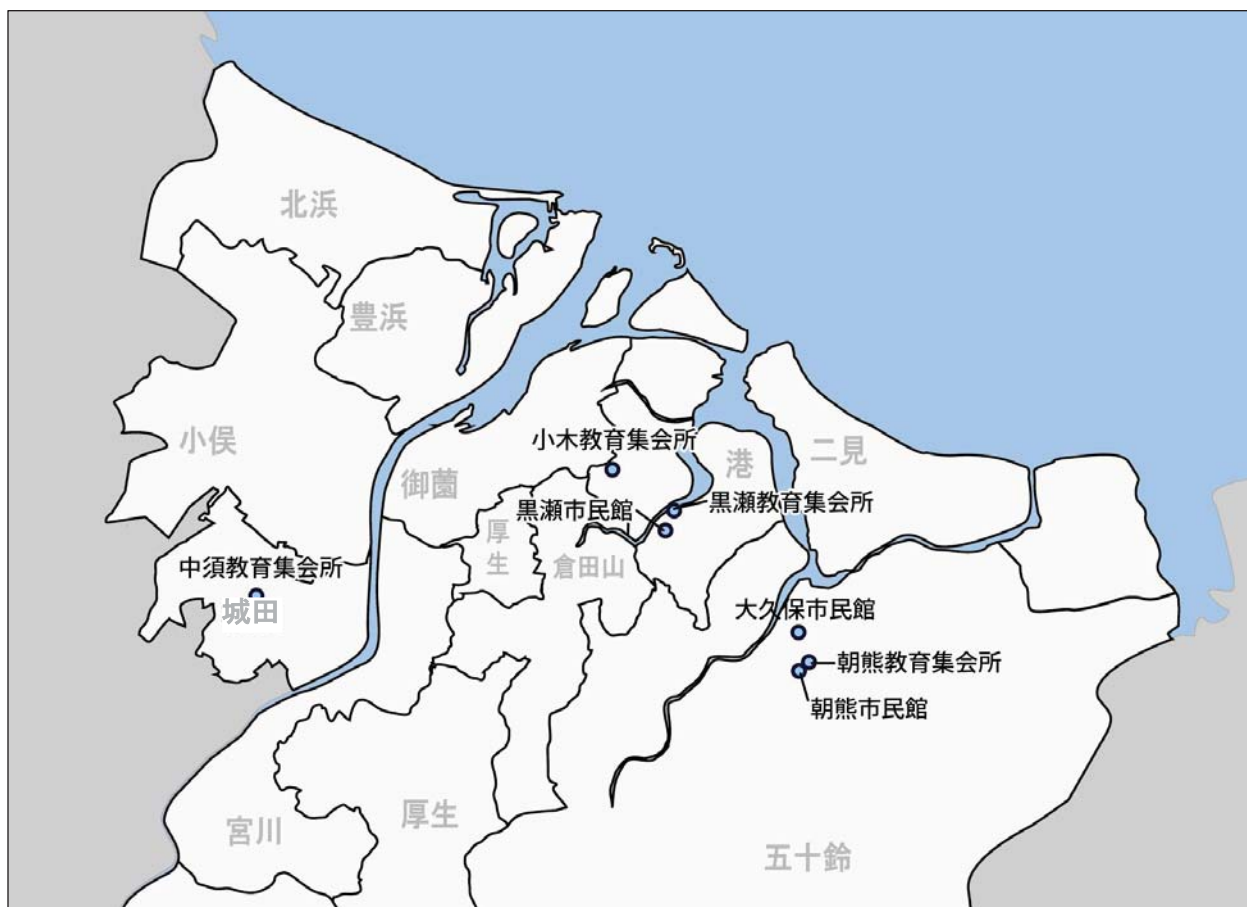 北浜
豊浜
小俣
小木教育集会所
港
二見
御薗
黒瀬教育集会所
黒瀬市民館
厚生
倉田山
中須教育集会所
城田
大久保市民館
朝熊教育集会所
朝熊市民館
宮川
厚生
五十鈴